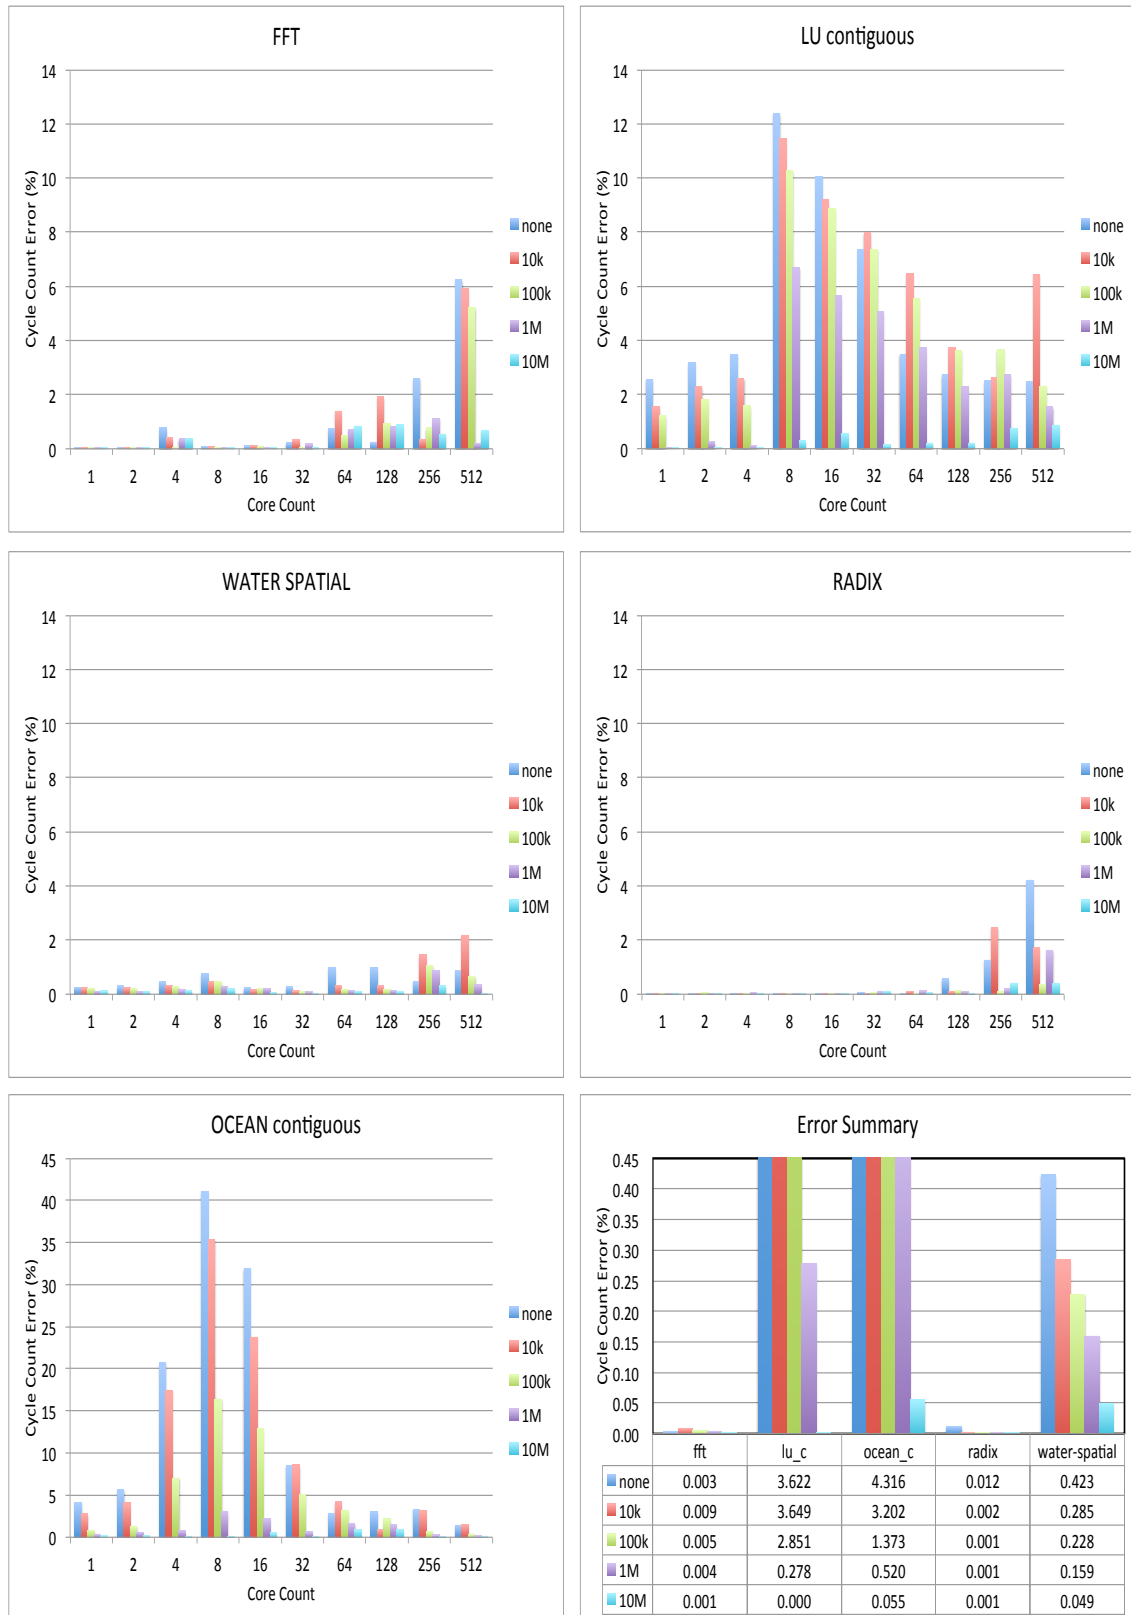 FFT
14
12
10
8
6
4
2
0
Cycle Count Error (%)
1 2 4 8 16 32 64 128 256 512
Core Count
none
10k
100k
1M
10M
LU contiguous
14
12
10
8
6
4
2
0
Cycle Count Error (%)
1 2 4 8 16 32 64 128 256 512
Core Count
none
10k
100k
1M
10M
WATER SPATIAL
14
12
10
8
6
4
2
0
Cycle Count Error (%)
1 2 4 8 16 32 64 128 256 512
Core Count
none
10k
100k
1M
10M
RADIX
14
12
10
8
6
4
2
0
Cycle Count Error (%)
1 2 4 8 16 32 64 128 256 512
Core Count
none
10k
100k
1M
10M
OCEAN contiguous
45
40
35
30
25
20
15
10
5
0
Cycle Count Error (%)
1 2 4 8 16 32 64 128 256 512
Core Count
none
10k
100k
1M
10M
Error Summary
0.45
0.40
0.35
0.30
0.25
0.20
0.15
0.10
0.05
0.00
Cycle Count Error (%)
fft lu_c ocean_c radix water-spatial
none 0.003 3.622 4.316 0.012 0.423
10k 0.009 3.649 3.202 0.002 0.285
100k 0.005 2.851 1.373 0.001 0.228
1M 0.004 0.278 0.520 0.001 0.159
10M 0.001 0.000 0.055 0.001 0.049